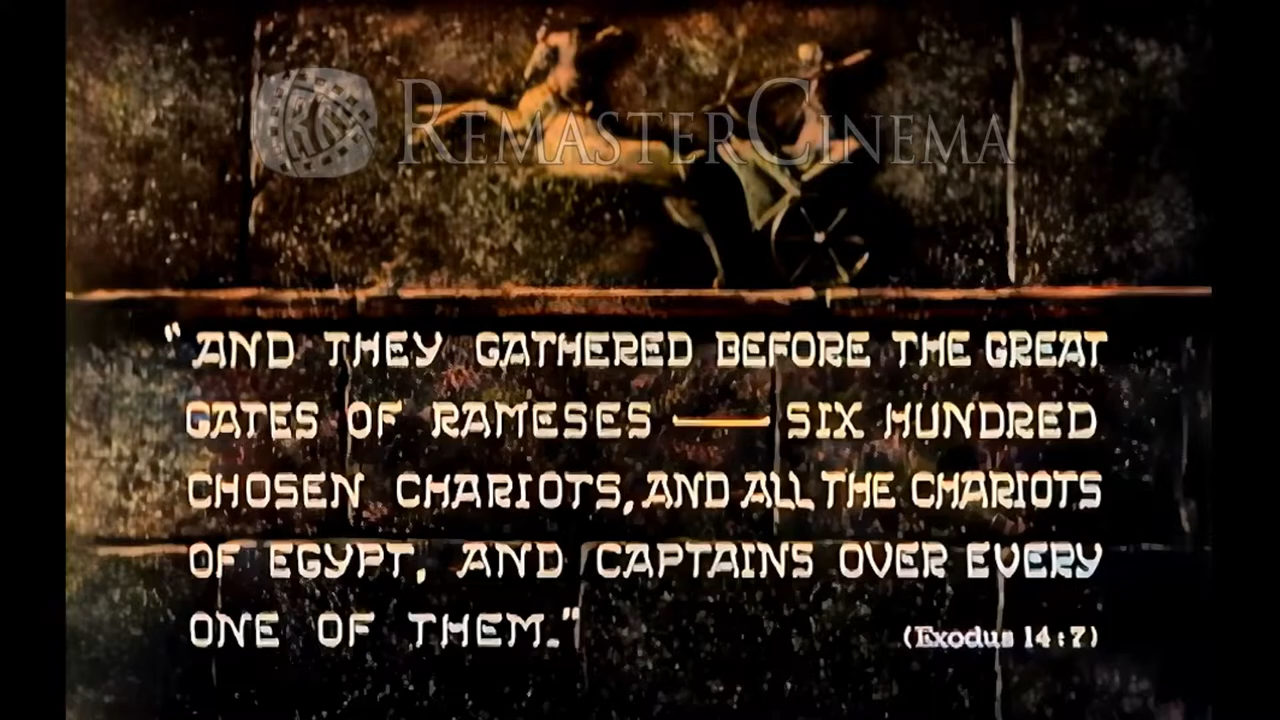 REMASTERCINEMA
"AND THEY GATHERED BEFORE THE GREAT
GATES OF RAMESES — SIX HUNDRED
CHOSEN CHARIOTS, AND ALL THE CHARIOTS
OF EGYPT, AND CAPTAINS OVER EVERY
ONE OF THEM."
(Exodus 14:7)